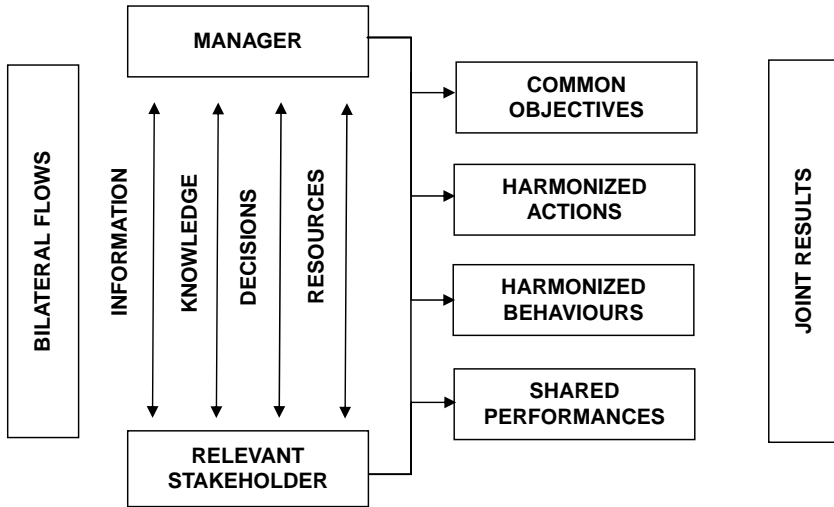 MANAGER
BILATERAL FLOWS
INFORMATION
KNOWLEDGE
DECISIONS
RESOURCES
RELEVANT
STAKEHOLDER
COMMON
OBJECTIVES
HARMONIZED
ACTIONS
HARMONIZED
BEHAVIOURS
SHARED
PERFORMANCES
JOINT RESULTS